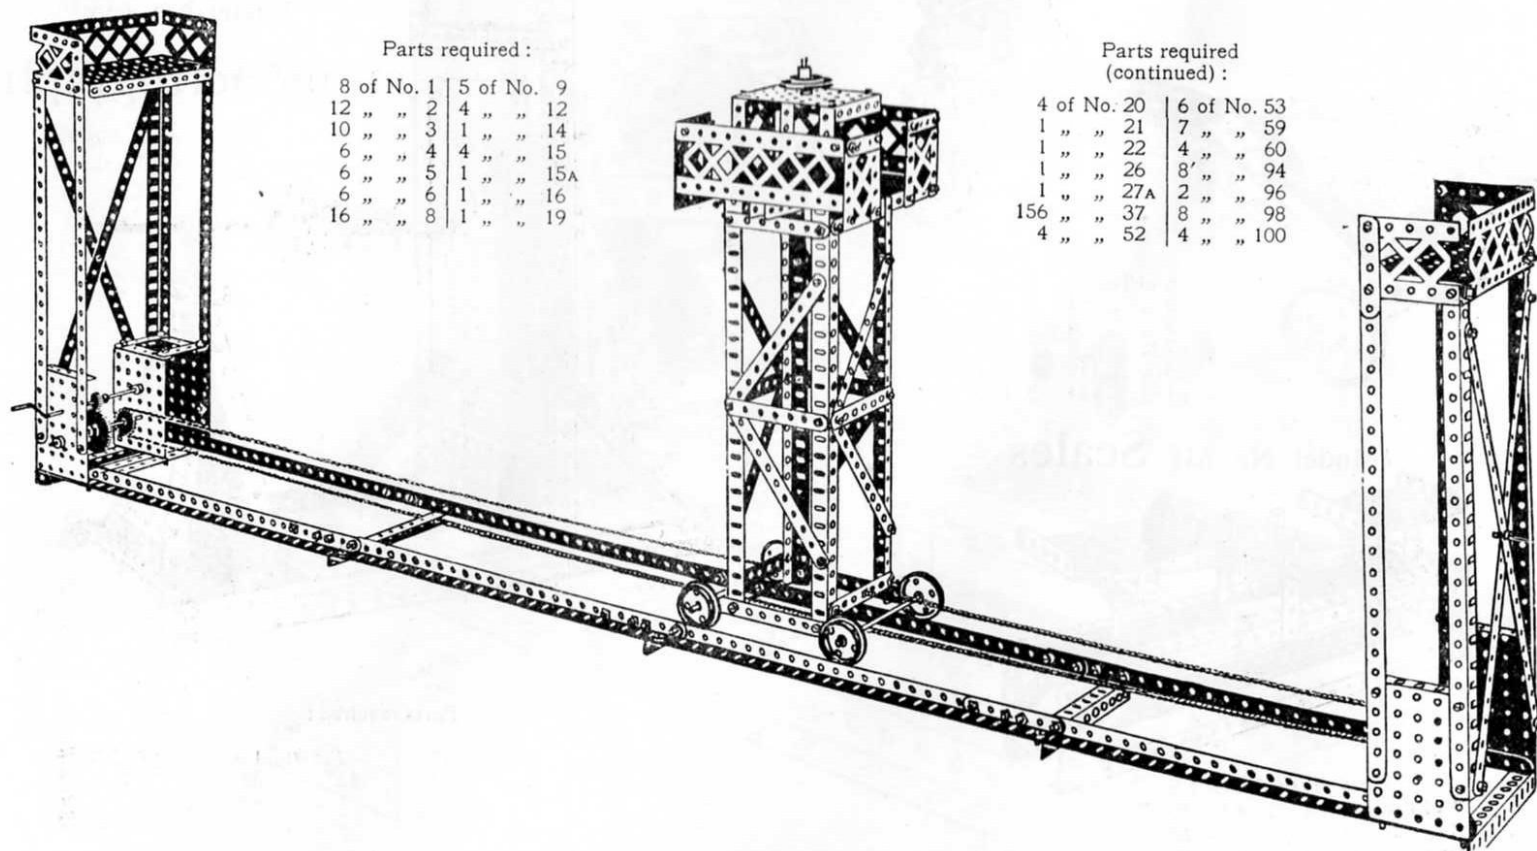 Parts required :
8 of No. 1 | 5 of No. 9
12 „ „ 2 | 4 „ „ 12
10 „ „ 3 | 1 „ „ 14
6 „ „ 4 | 4 „ „ 15
6 „ „ 5 | 1 „ „ 15A
6 „ „ 6 | 1 „ „ 16
16 „ „ 8 | 1 „ „ 19
Parts required
(continued) :
4 of No. 20 | 6 of No. 53
1 „ „ 21 | 7 „ „ 59
1 „ „ 22 | 4 „ „ 60
1 „ „ 26 | 8 „ „ 94
1 „ „ 27A | 2 „ „ 96
156 „ „ 37 | 8 „ „ 98
4 „ „ 52 | 4 „ „ 100
Scales